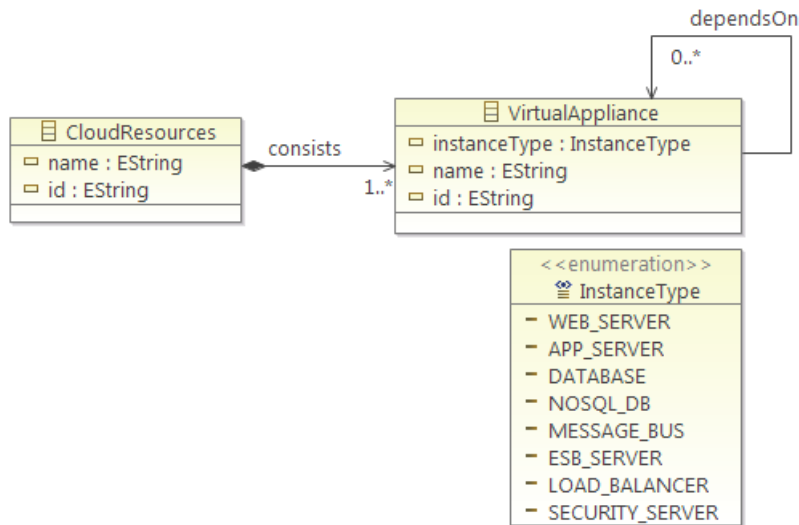 dependsOn
0..*
CloudResources
name : EString
id : EString
consists
1..*
VirtualAppliance
instanceType : InstanceType
name : EString
id : EString
<<enumeration>>
InstanceType
WEB_SERVER
APP_SERVER
DATABASE
NOSQL_DB
MESSAGE_BUS
ESB_SERVER
LOAD_BALANCER
SECURITY_SERVER